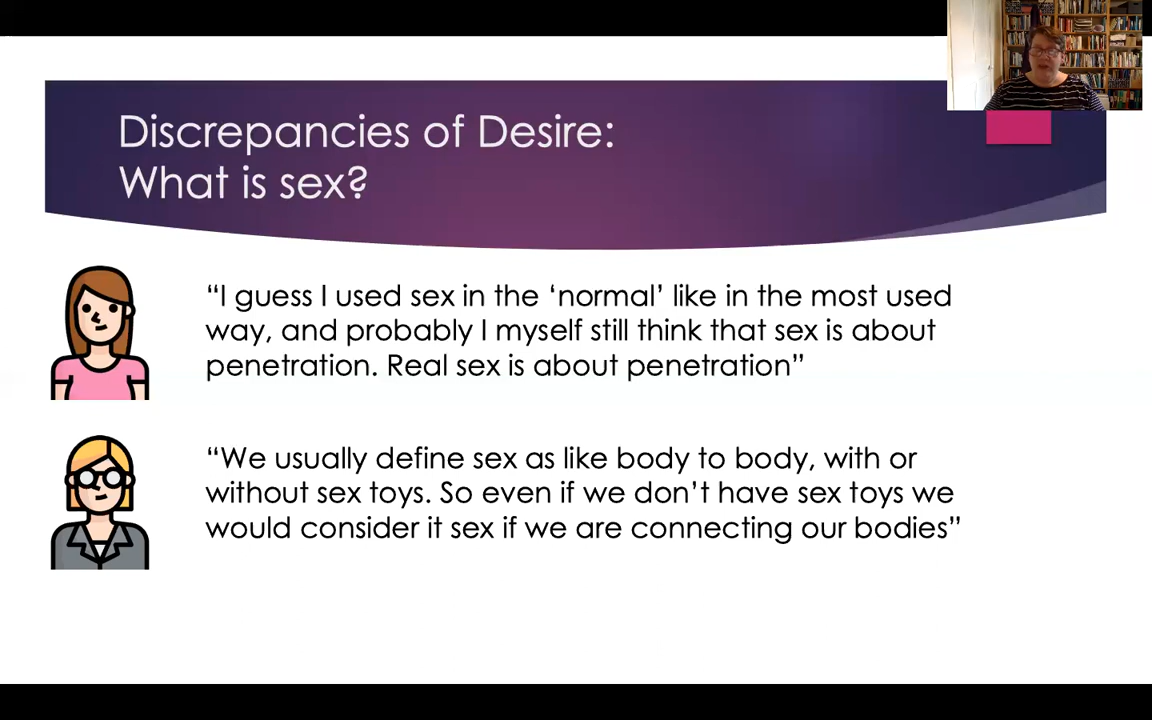 Discrepancies of Desire:
What is sex?
“I guess I used sex in the ‘normal’ like in the most used
way, and probably I myself still think that sex is about
penetration. Real sex is about penetration”
“We usually define sex as like body to body, with or
without sex toys. So even if we don’t have sex toys we
would consider it sex if we are connecting our bodies”